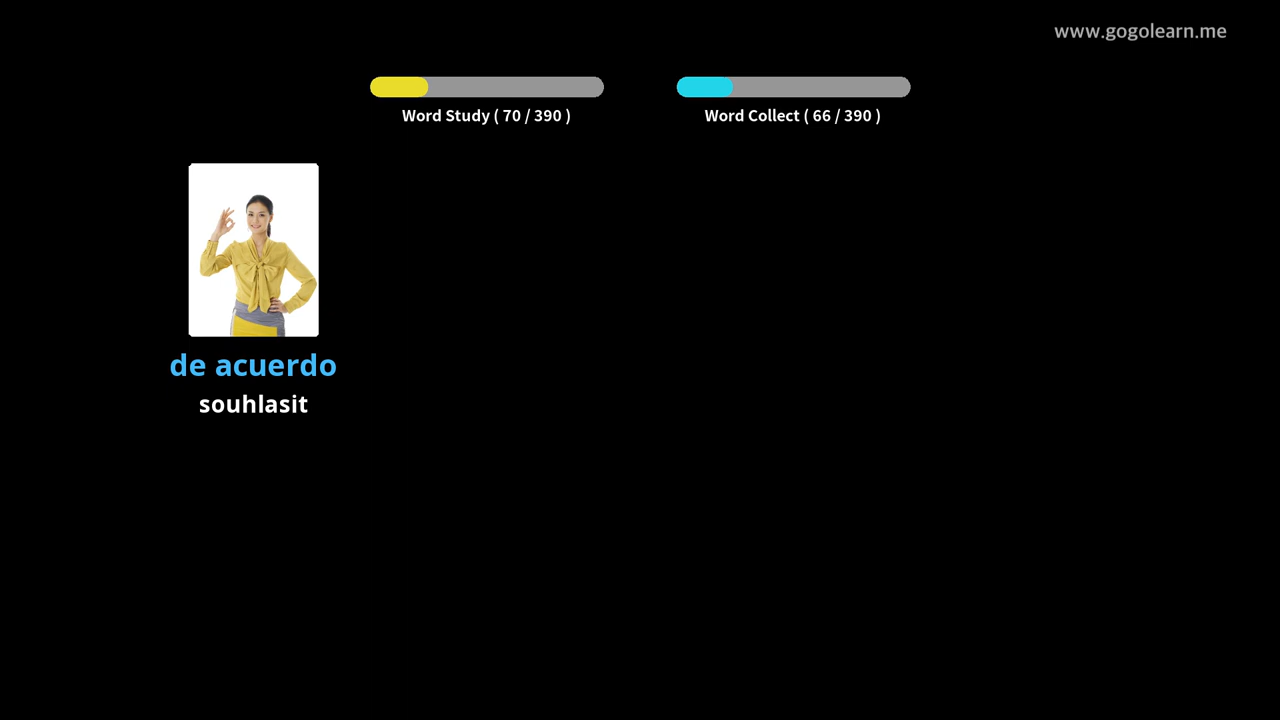 www.gogolearn.me
Word Study ( 70 / 390 )
Word Collect ( 66 / 390 )
de acuerdo
souhlasit